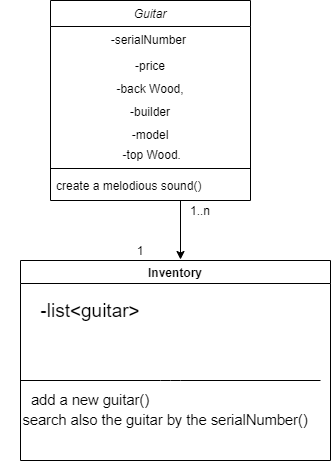 Guitar
-serialNumber
-price
-back Wood,
-builder
-model
-top Wood.
create a melodious sound()
1..n
1
Inventory
-list<guitar>
add a new guitar()
search also the guitar by the serialNumber()